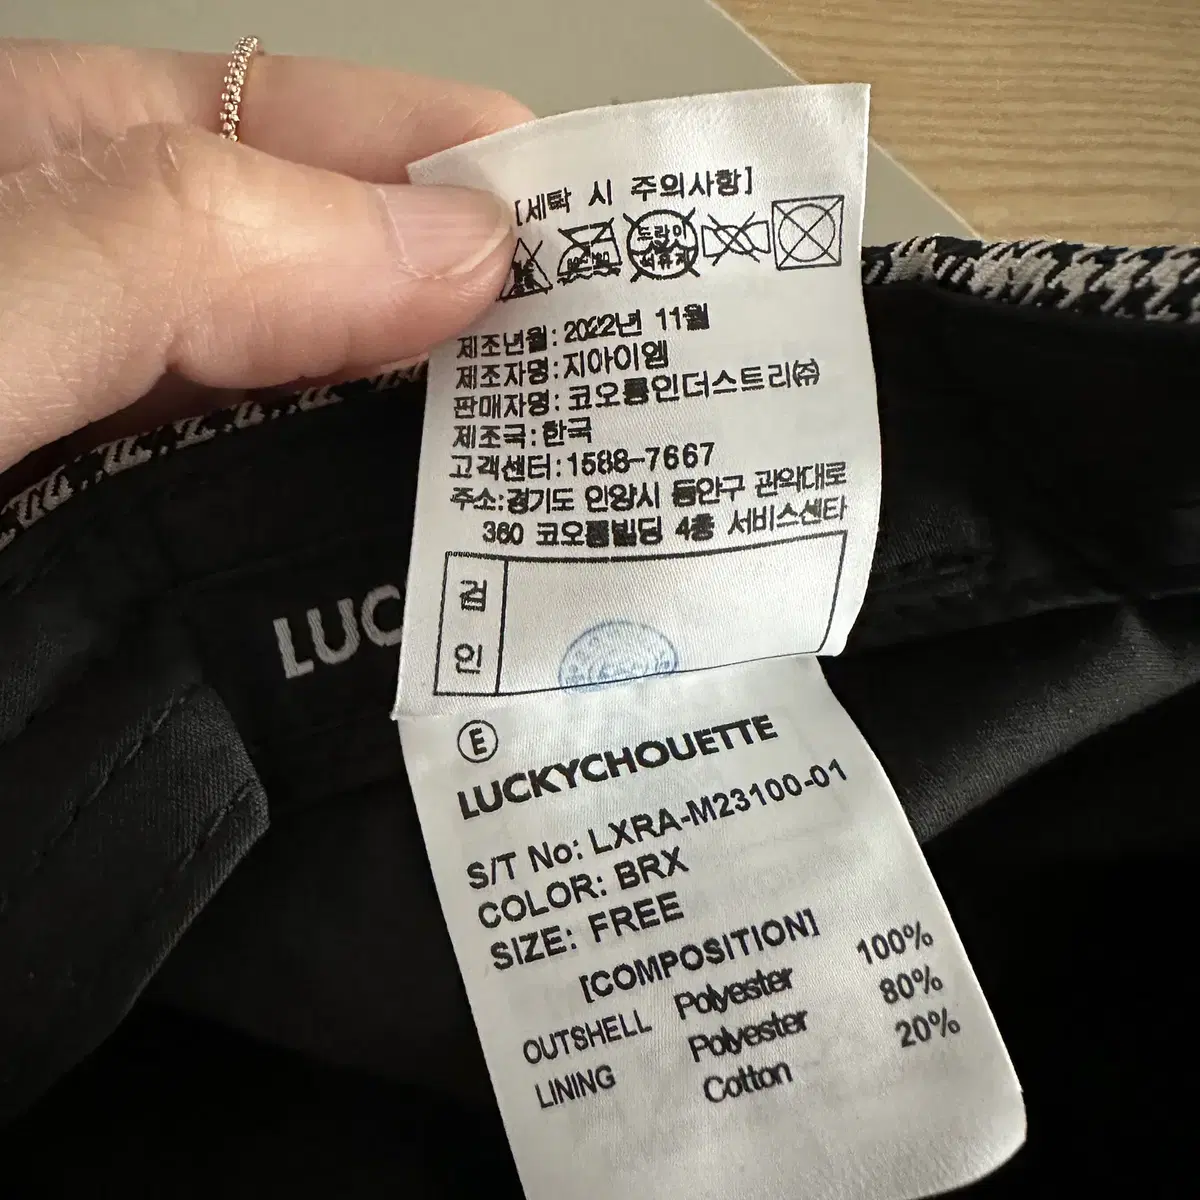 [세탁 시 주의사항]
드라이
석유계
제조년월:2022년 11월
제조자명:지아이엠
판매자명:코오롱인더스트리㈜
제조국:한국
고객센터:1588-7667
주소:경기도 안양시 동안구 관악대로
360 코오롱빌딩 4층 서비스센타
검
인
LUC
E
LUCKYCHOUETTE
S/T No: LXRA-M23100-01
COLOR: BRX
SIZE: FREE
[COMPOSITION]
OUTSHELL Polyester 100%
LINING Polyester 80%
Cotton 20%